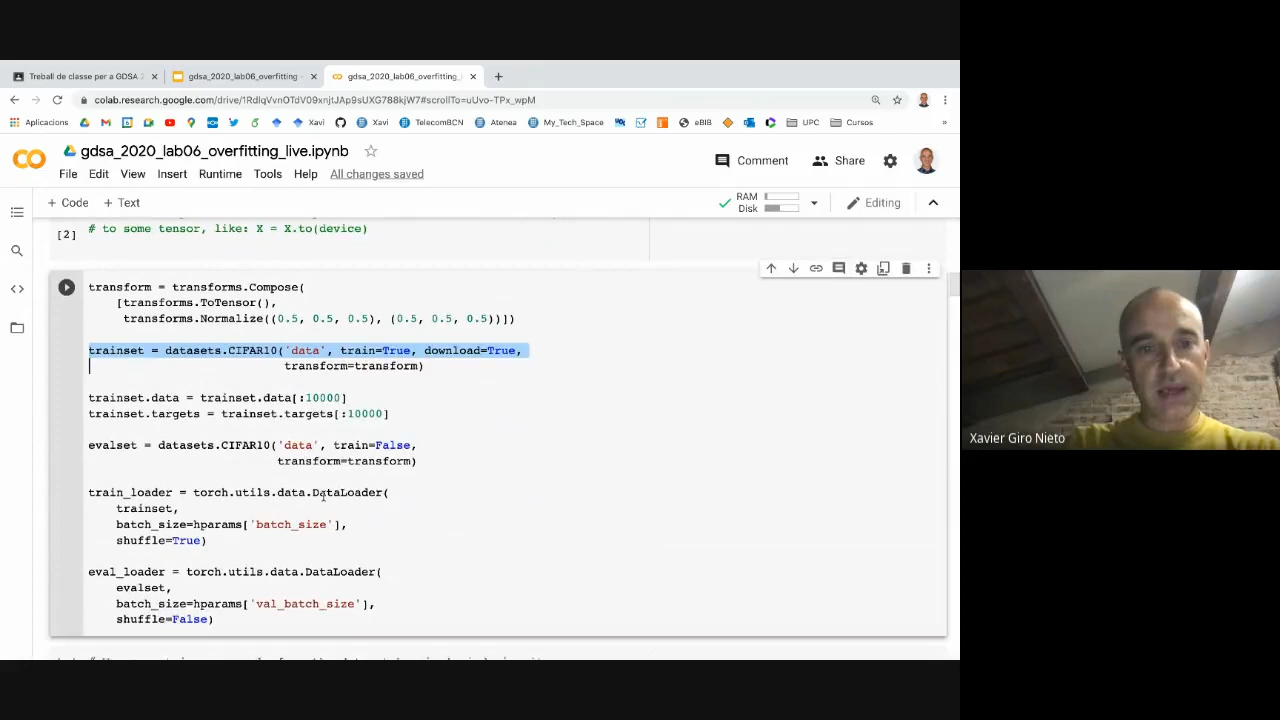 Treball de classe per a GDSA 2
gdsa_2020_lab06_overfitting
gdsa_2020_lab06_overfitting_
colab.research.google.com/drive/1RdlqVvnOTdV09xnjtJAp9sUXG788kjW7#scrollTo=uUvo-TPx_wpM
Aplicacions
Xavi
Xavi
TelecomBCN
Atenea
My_Tech_Space
eBIB
UPC
Cursos
gdsa_2020_lab06_overfitting_live.ipynb
Comment
Share
File Edit View Insert Runtime Tools Help All changes saved
+ Code + Text
RAM
Disk
Editing
[2]
# to some tensor, like: X = X.to(device)
transform = transforms.Compose(
[transforms.ToTensor(),
transforms.Normalize((0.5, 0.5, 0.5), (0.5, 0.5, 0.5))])
trainset = datasets.CIFAR10('data', train=True, download=True,
transform=transform)
trainset.data = trainset.data[:10000]
trainset.targets = trainset.targets[:10000]
evalset = datasets.CIFAR10('data', train=False,
transform=transform)
train_loader = torch.utils.data.DataLoader(
trainset,
batch_size=hparams['batch_size'],
shuffle=True)
eval_loader = torch.utils.data.DataLoader(
evalset,
batch_size=hparams['val_batch_size'],
shuffle=False)
Xavier Giro Nieto